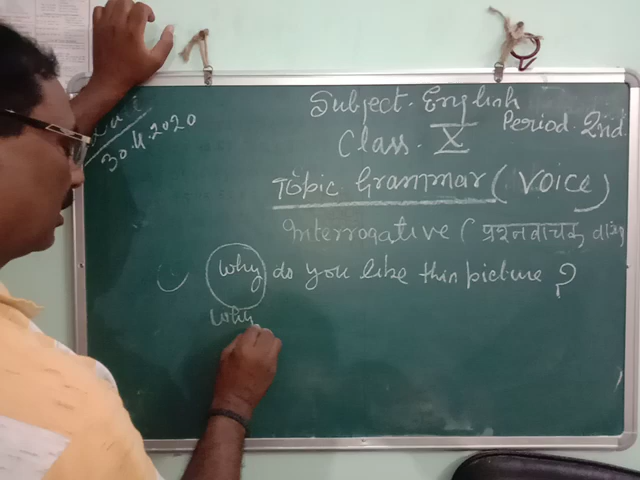 Date
30.4.2020
Subject. English
Class. X Period. 2nd.
Topic Grammar (Voice)
Interrogative (प्रश्नवाचक
Why do you like this picture?
Why